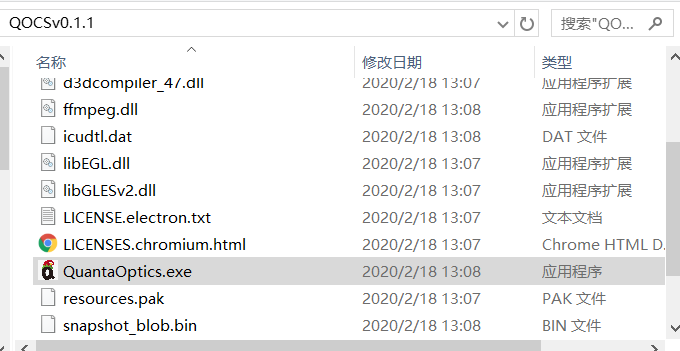 QOCSv0.1.1 搜索"QO...
名称 修改日期 类型
d3dcompiler_47.dll 2020/2/18 13:07 应用程序扩展
ffmpeg.dll 2020/2/18 13:08 应用程序扩展
icudtl.dat 2020/2/18 13:08 DAT 文件
libEGL.dll 2020/2/18 13:07 应用程序扩展
libGLESv2.dll 2020/2/18 13:07 应用程序扩展
LICENSE.electron.txt 2020/2/18 13:07 文本文档
LICENSES.chromium.html 2020/2/18 13:07 Chrome HTML D...
QuantaOptics.exe 2020/2/18 13:08 应用程序
resources.pak 2020/2/18 13:07 PAK 文件
snapshot_blob.bin 2020/2/18 13:08 BIN 文件